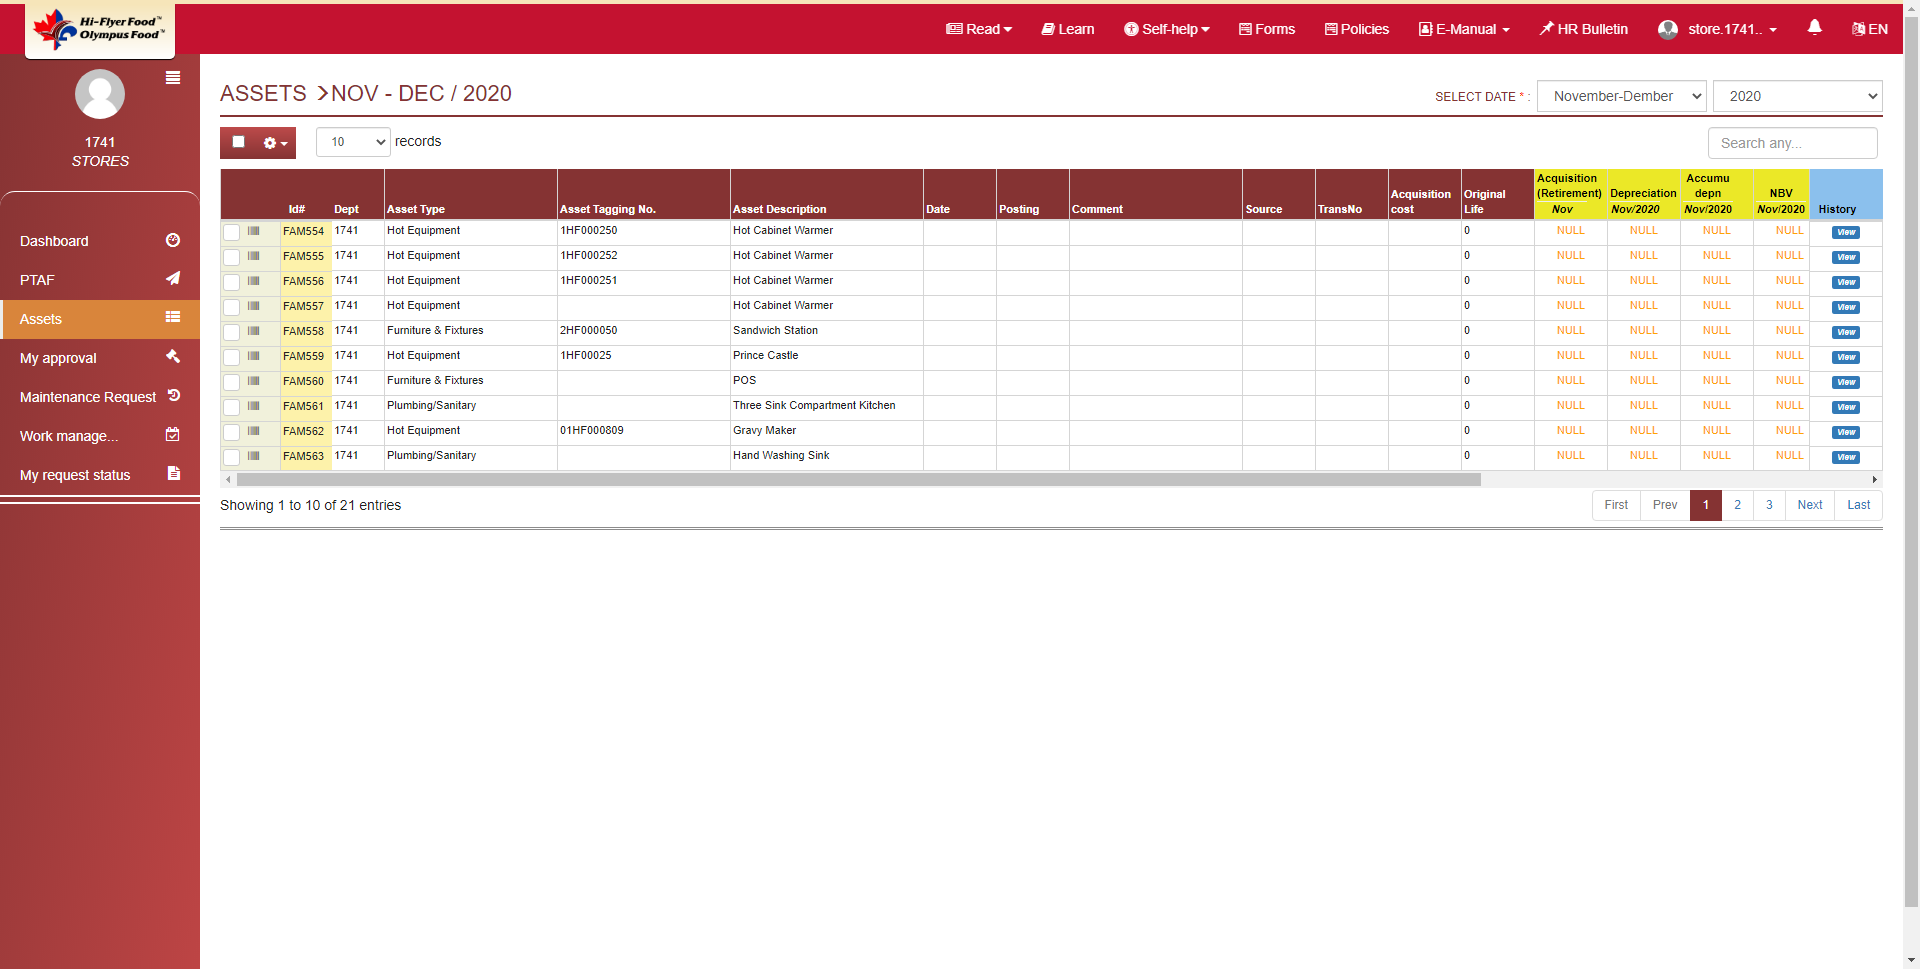 Hi-Flyer Food™
Olympus Food™
Read
Learn
Self-help
Forms
Policies
E-Manual
HR Bulletin
store.1741..
EN
1741
STORES
Dashboard
PTAF
Assets
My approval
Maintenance Request
Work manage...
My request status
ASSETS >NOV - DEC / 2020
SELECT DATE * : November-Dember 2020
10 records
Search any...
Id# Dept Asset Type Asset Tagging No. Asset Description Date Posting Comment Source TransNo Acquisition cost Original Life Acquisition (Retirement) Nov Depreciation Nov/2020 Accumu depn Nov/2020 NBV Nov/2020 History
FAM554 1741 Hot Equipment 1HF000250 Hot Cabinet Warmer 0 NULL NULL NULL NULL View
FAM555 1741 Hot Equipment 1HF000252 Hot Cabinet Warmer 0 NULL NULL NULL NULL View
FAM556 1741 Hot Equipment 1HF000251 Hot Cabinet Warmer 0 NULL NULL NULL NULL View
FAM557 1741 Hot Equipment Hot Cabinet Warmer 0 NULL NULL NULL NULL View
FAM558 1741 Furniture & Fixtures 2HF000050 Sandwich Station 0 NULL NULL NULL NULL View
FAM559 1741 Hot Equipment 1HF00025 Prince Castle 0 NULL NULL NULL NULL View
FAM560 1741 Furniture & Fixtures POS 0 NULL NULL NULL NULL View
FAM561 1741 Plumbing/Sanitary Three Sink Compartment Kitchen 0 NULL NULL NULL NULL View
FAM562 1741 Hot Equipment 01HF000809 Gravy Maker 0 NULL NULL NULL NULL View
FAM563 1741 Plumbing/Sanitary Hand Washing Sink 0 NULL NULL NULL NULL View
Showing 1 to 10 of 21 entries
First Prev 1 2 3 Next Last